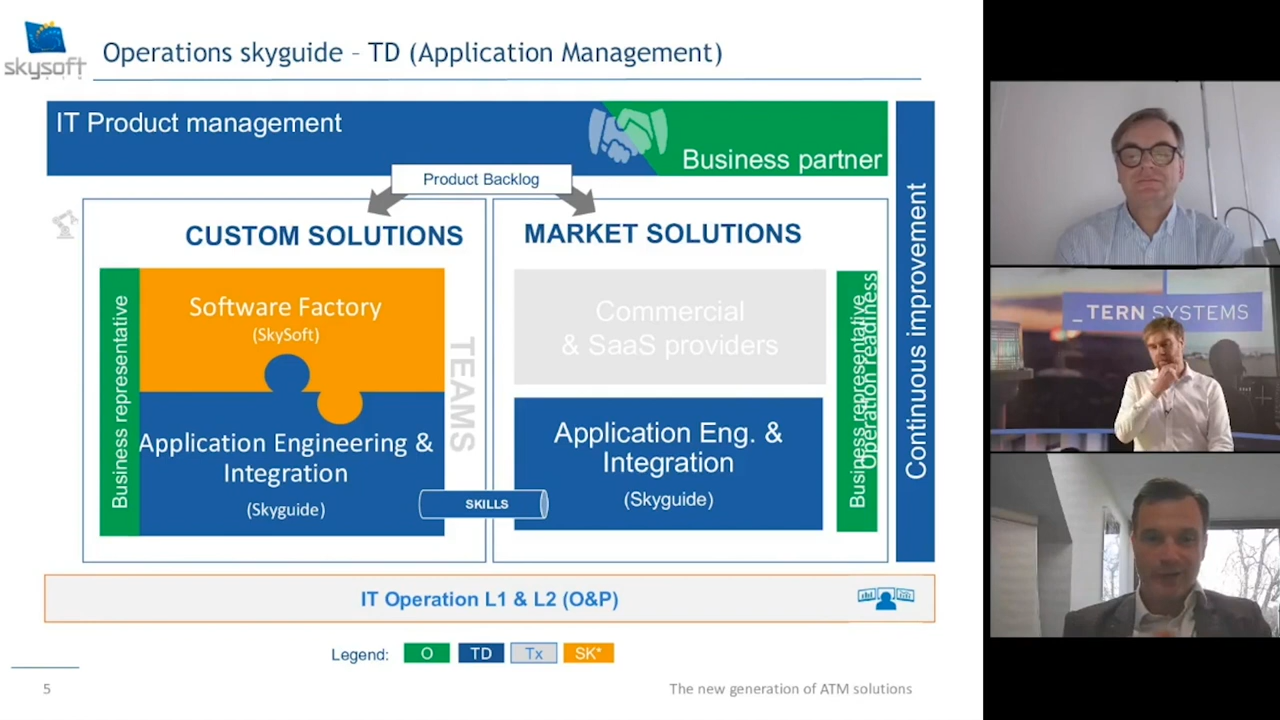 skysoft
Operations skyguide – TD (Application Management)
IT Product management
Business partner
Product Backlog
CUSTOM SOLUTIONS
MARKET SOLUTIONS
Business representative
Software Factory
(SkySoft)
Application Engineering &
Integration
(Skyguide)
TEAMS
SKILLS
Commercial
& SaaS providers
Application Eng. &
Integration
(Skyguide)
Business representative
Operation readiness
Continuous improvement
IT Operation L1 & L2 (O&P)
Legend:
O
TD
Tx
SK*
5
The new generation of ATM solutions
_TERN SYSTEMS